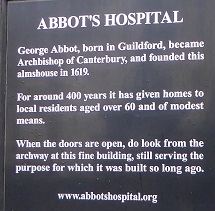 ABBOT'S HOSPITAL
George Abbot, born in Guildford, became
Archbishop of Canterbury, and founded this
almshouse in 1619.
For around 400 years it has given homes to
local residents aged over 60 and of modest
means.
When the doors are open, do look from the
archway at this fine building, still serving the
purpose for which it was built so long ago.
www.abbotshospital.org